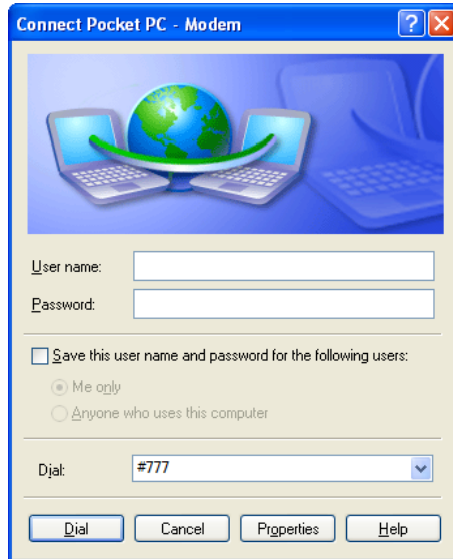 Connect Pocket PC - Modem
User name:
Password:
Save this user name and password for the following users:
Me only
Anyone who uses this computer
Dial: #777
Dial Cancel Properties Help